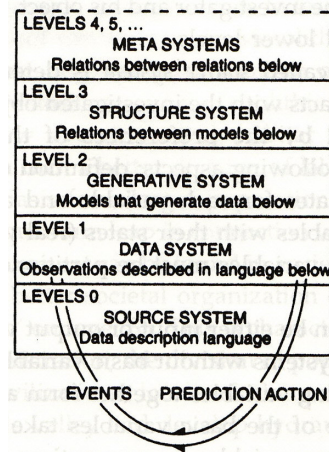 LEVELS 4, 5, ...
META SYSTEMS
Relations between relations below
LEVEL 3
STRUCTURE SYSTEM
Relations between models below
LEVEL 2
GENERATIVE SYSTEM
Models that generate data below
LEVEL 1
DATA SYSTEM
Observations described in language below
LEVELS 0
SOURCE SYSTEM
Data description language
EVENTS PREDICTION ACTION